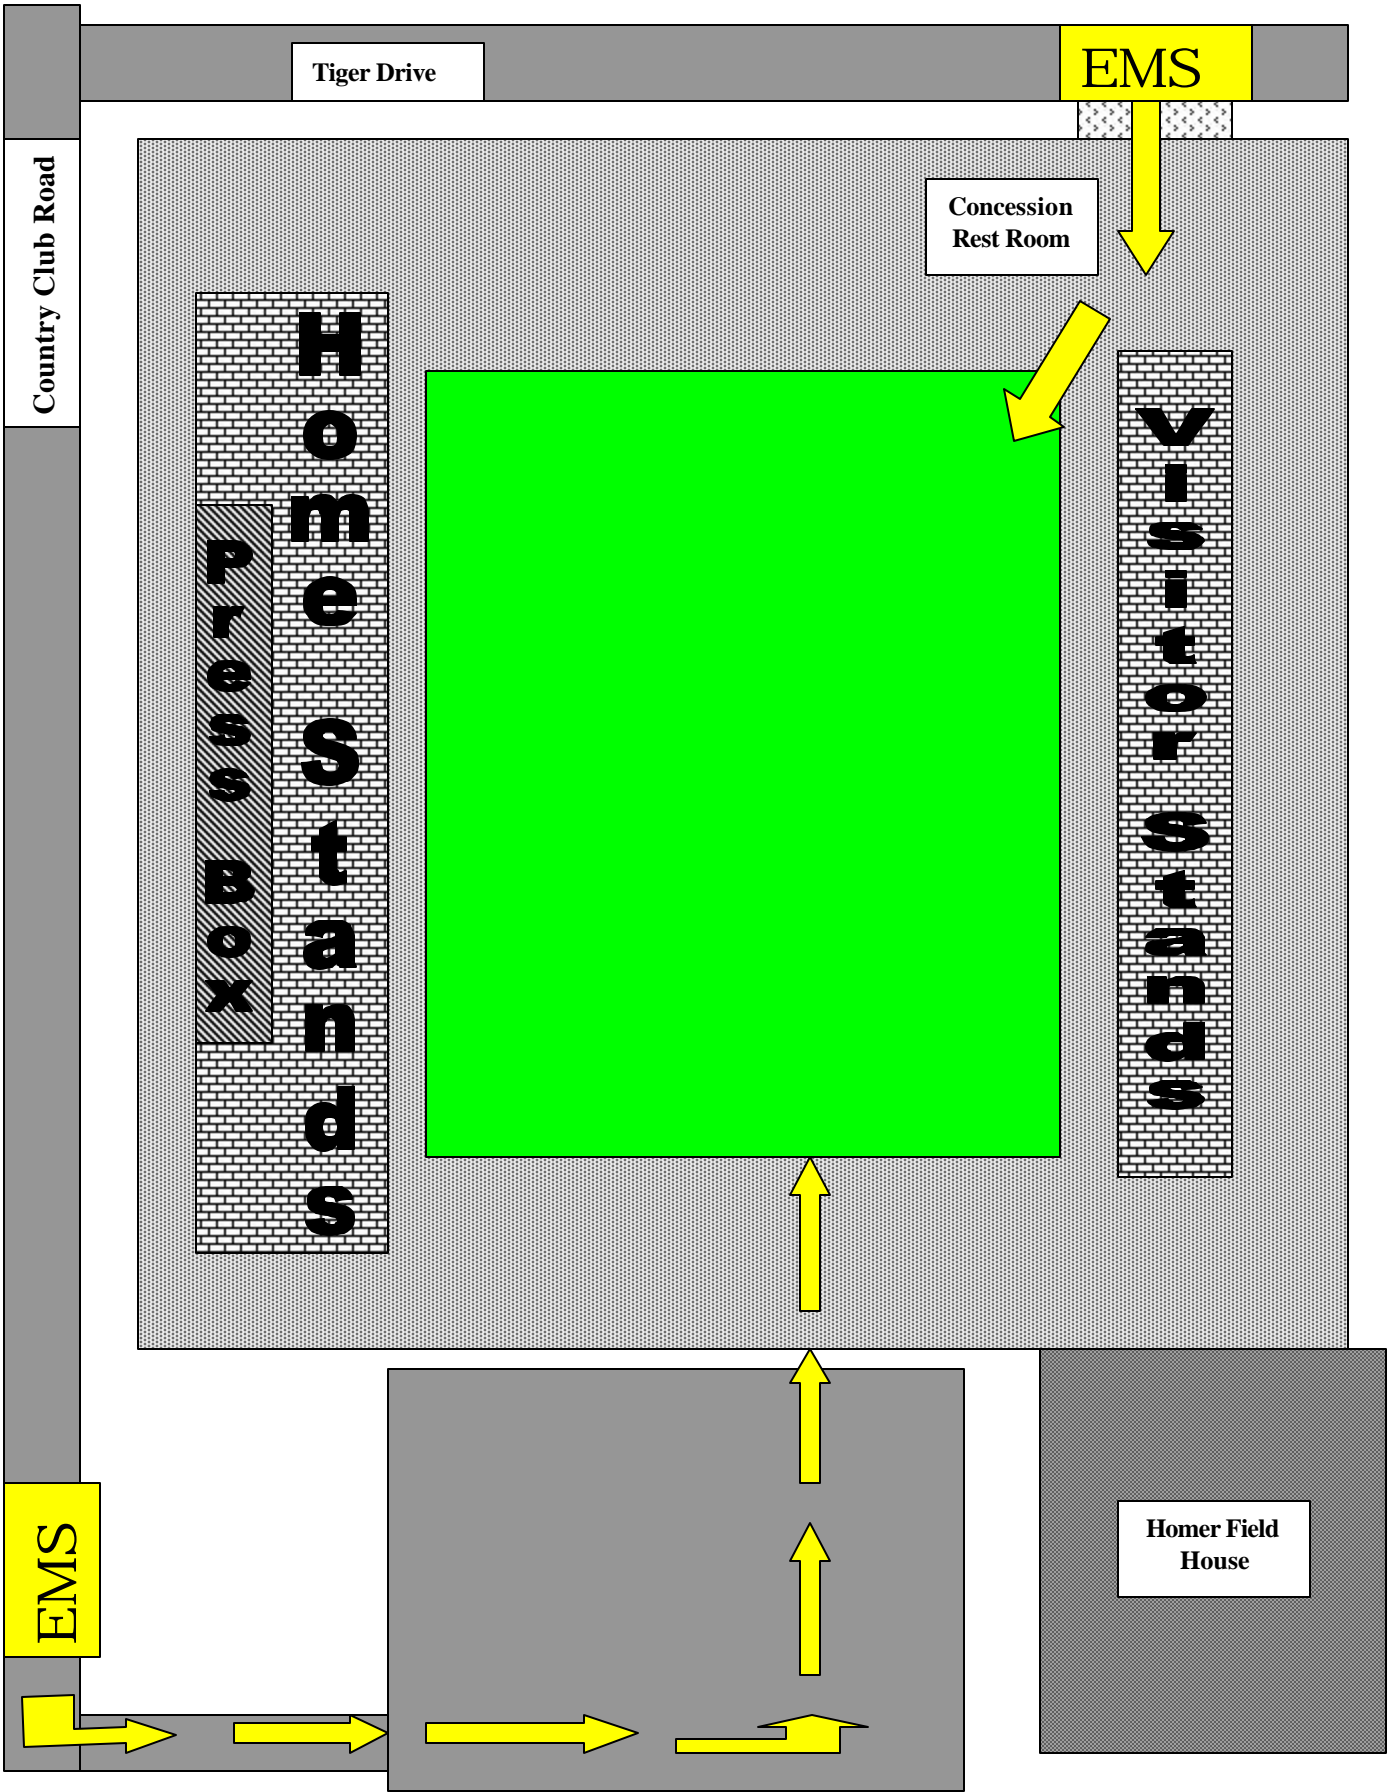 Tiger Drive
EMS
Country Club Road
Concession
Rest Room
Home Stands
Press Box
Visitor Stands
EMS
Homer Field
House